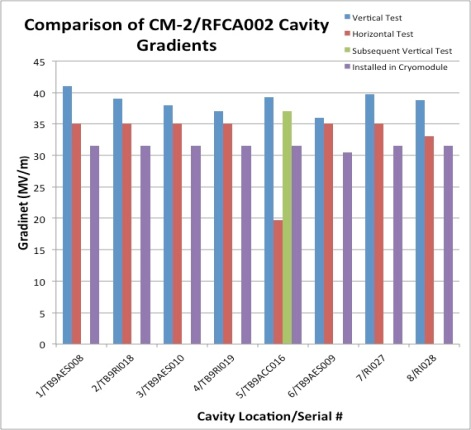 Comparison of CM-2/RFCA002 Cavity
Gradients
Vertical Test
Horizontal Test
Subsequent Vertical Test
Installed in Cryomodule
Gradinet (MV/m)
45
40
35
30
25
20
15
10
5
0
1/TB9AES008
2/TB9RI018
3/TB9AES010
4/TB9RI019
5/TB9ACC016
6/TB9AES009
7/RI027
8/RI028
Cavity Location/Serial #